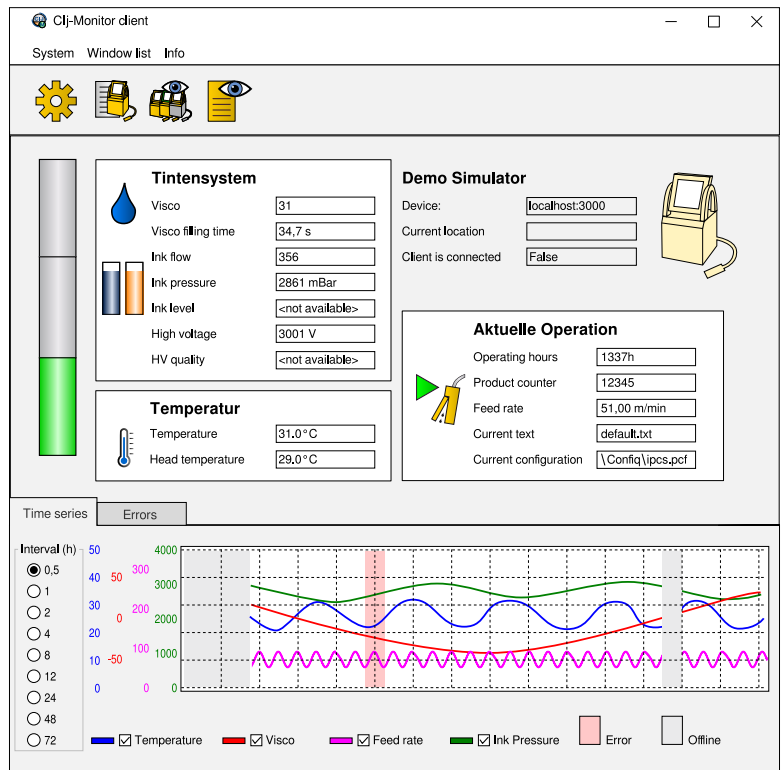 CIj-Monitor client
System Window list Info
Tintensystem
Visco 31
Visco filling time 34,7 s
Ink flow 356
Ink pressure 2861 mBar
Ink level <not available>
High voltage 3001 V
HV quality <not available>
Demo Simulator
Device: localhost:3000
Current location
Client is connected False
Temperatur
Temperature 31.0°C
Head temperature 29.0°C
Aktuelle Operation
Operating hours 1337h
Product counter 12345
Feed rate 51,00 m/min
Current text default.txt
Current configuration \Confiq\ipcs.pcf
Time series Errors
Interval (h)
0,5
1
2
4
8
12
24
48
72
50
40
30
20
10
0
50
0
-50
300
200
100
0
4000
3000
2000
1000
0
Temperature Visco Feed rate Ink Pressure Error Offline